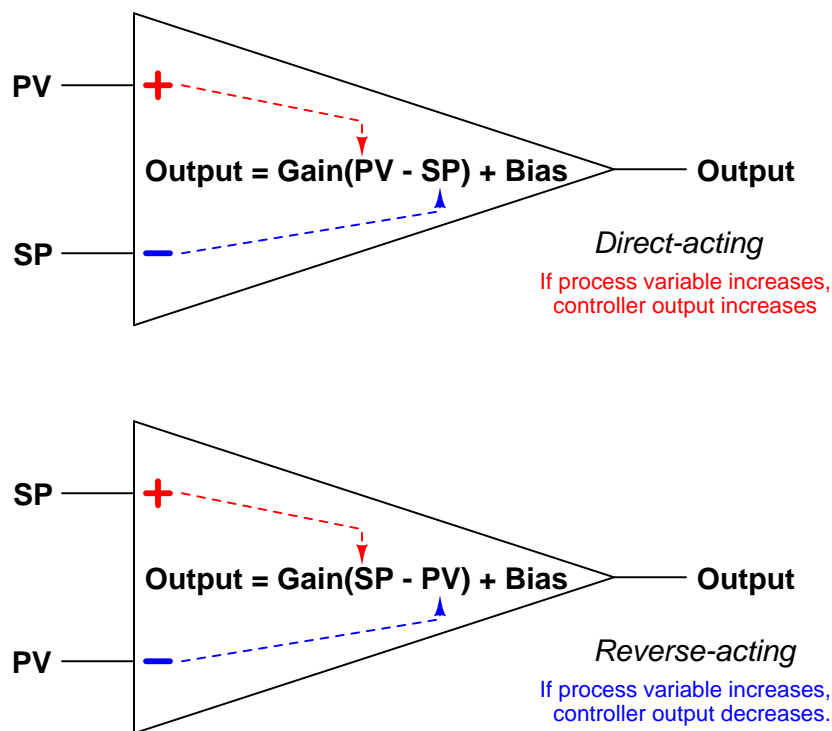 PV
+
Output = Gain(PV - SP) + Bias
Output
SP
−
Direct-acting
If process variable increases,
controller output increases
SP
+
Output = Gain(SP - PV) + Bias
Output
PV
−
Reverse-acting
If process variable increases,
controller output decreases.